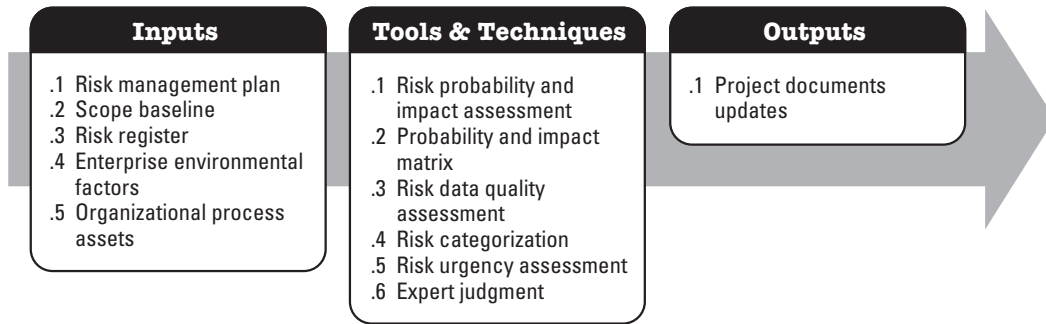 Inputs
.1 Risk management plan
.2 Scope baseline
.3 Risk register
.4 Enterprise environmental
factors
.5 Organizational process
assets
Tools & Techniques
.1 Risk probability and
impact assessment
.2 Probability and impact
matrix
.3 Risk data quality
assessment
.4 Risk categorization
.5 Risk urgency assessment
.6 Expert judgment
Outputs
.1 Project documents
updates